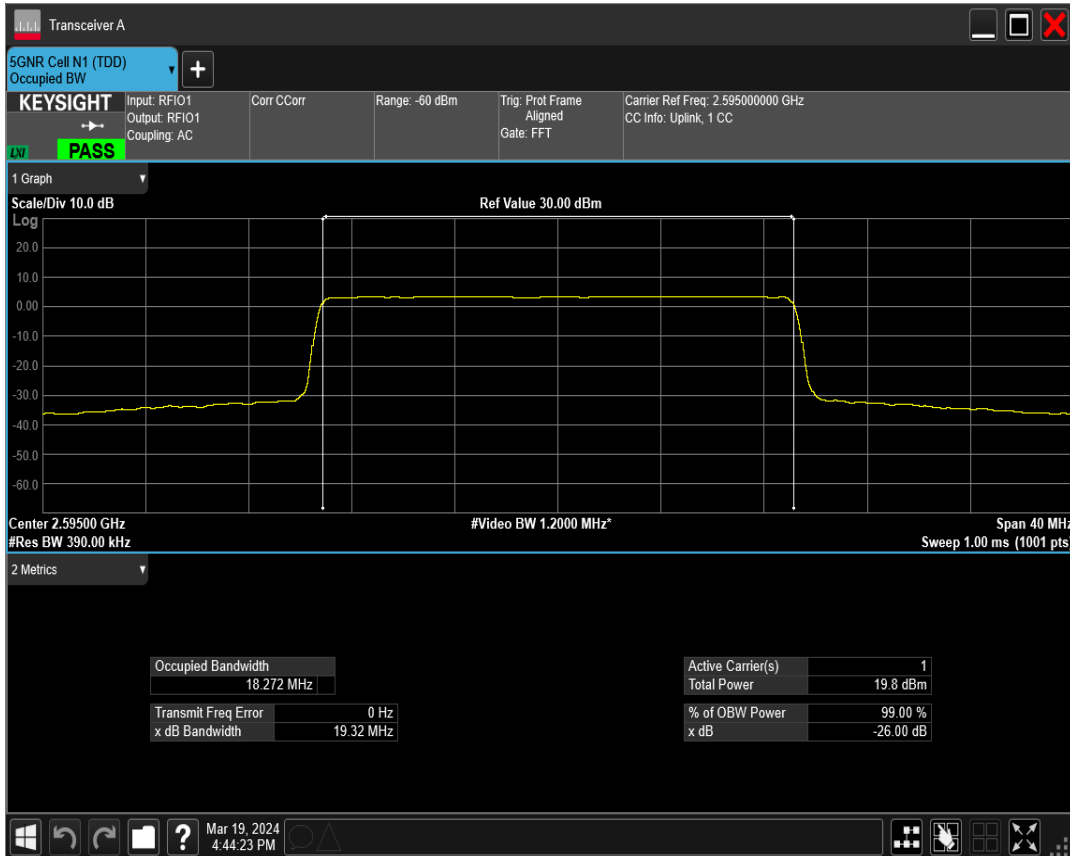 Transceiver A
5GNR Cell N1 (TDD)
Occupied BW
+
KEYSIGHT
LXI
PASS
Input: RFIO1
Output: RFIO1
Coupling: AC
Corr CCorr
Range: -60 dBm
Trig: Prot Frame
Aligned
Gate: FFT
Carrier Ref Freq: 2.595000000 GHz
CC Info: Uplink, 1 CC
1 Graph
Scale/Div 10.0 dB
Ref Value 30.00 dBm
Log
20.0
10.0
0.00
-10.0
-20.0
-30.0
-40.0
-50.0
-60.0
Center 2.59500 GHz
#Video BW 1.2000 MHz*
Span 40 MHz
#Res BW 390.00 kHz
Sweep 1.00 ms (1001 pts)
2 Metrics
Occupied Bandwidth
18.272 MHz
Transmit Freq Error 0 Hz
x dB Bandwidth 19.32 MHz
Active Carrier(s) 1
Total Power 19.8 dBm
% of OBW Power 99.00 %
x dB -26.00 dB
?
Mar 19, 2024
4:44:23 PM